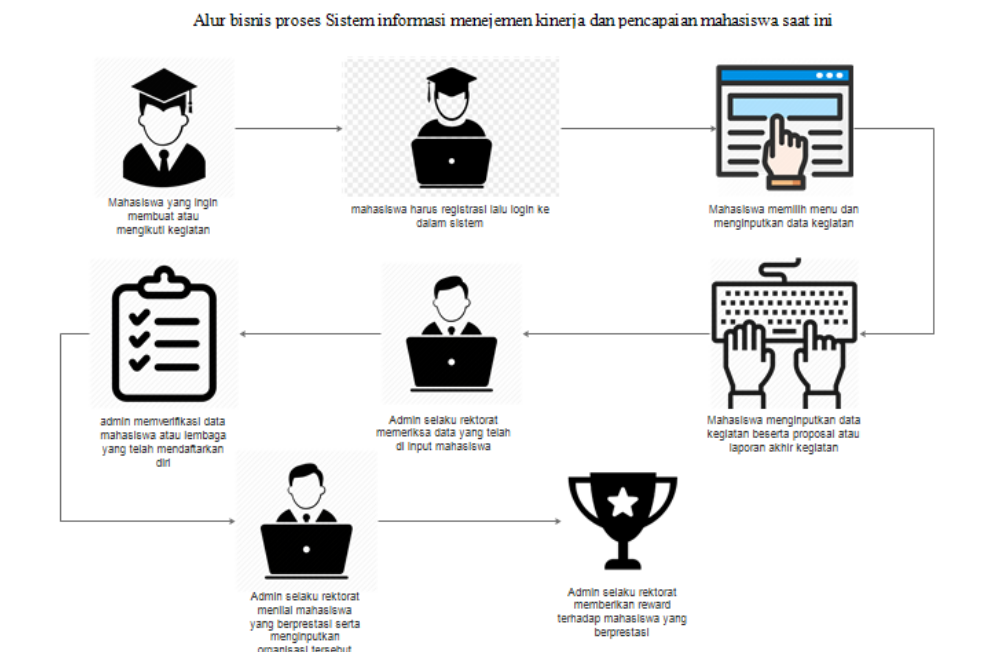 Alur bisnis proses Sistem informasi menejemen kinerja dan pencapaian mahasiswa saat ini
Mahasiswa yang ingin
membuat atau
mengikuti kegiatan
mahasiswa harus registrasi lalu login ke
dalam sistem
Mahasiswa memilih menu dan
menginputkan data kegiatan
Mahasiswa menginputkan data
kegiatan beserta proposal atau
laporan akhir kegiatan
Admin selaku rektorat
memeriksa data yang telah
di input mahasiswa
admin memverifikasi data
mahasiswa atau lembaga
yang telah mendaftarkan
diri
Admin selaku rektorat
menilai mahasiswa
yang berprestasi serta
menginputkan
organisasi tersebut
Admin selaku rektorat
memberikan reward
terhadap mahasiswa yang
berprestasi